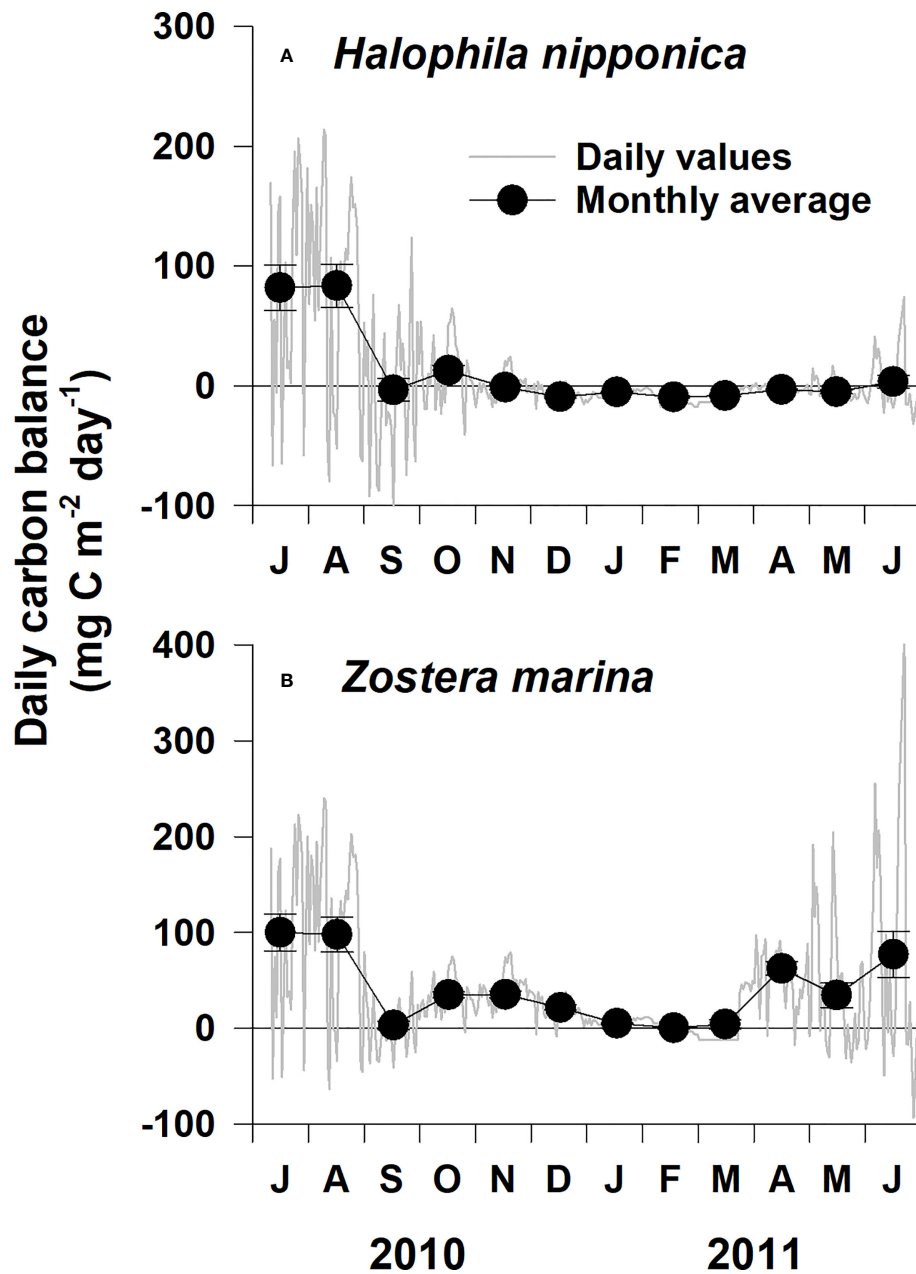 Daily carbon balance
(mg C m⁻² day⁻¹)
A Halophila nipponica
Daily values
Monthly average
300
200
100
0
-100
J A S O N D J F M A M J
B Zostera marina
400
300
200
100
0
-100
J A S O N D J F M A M J
2010 2011